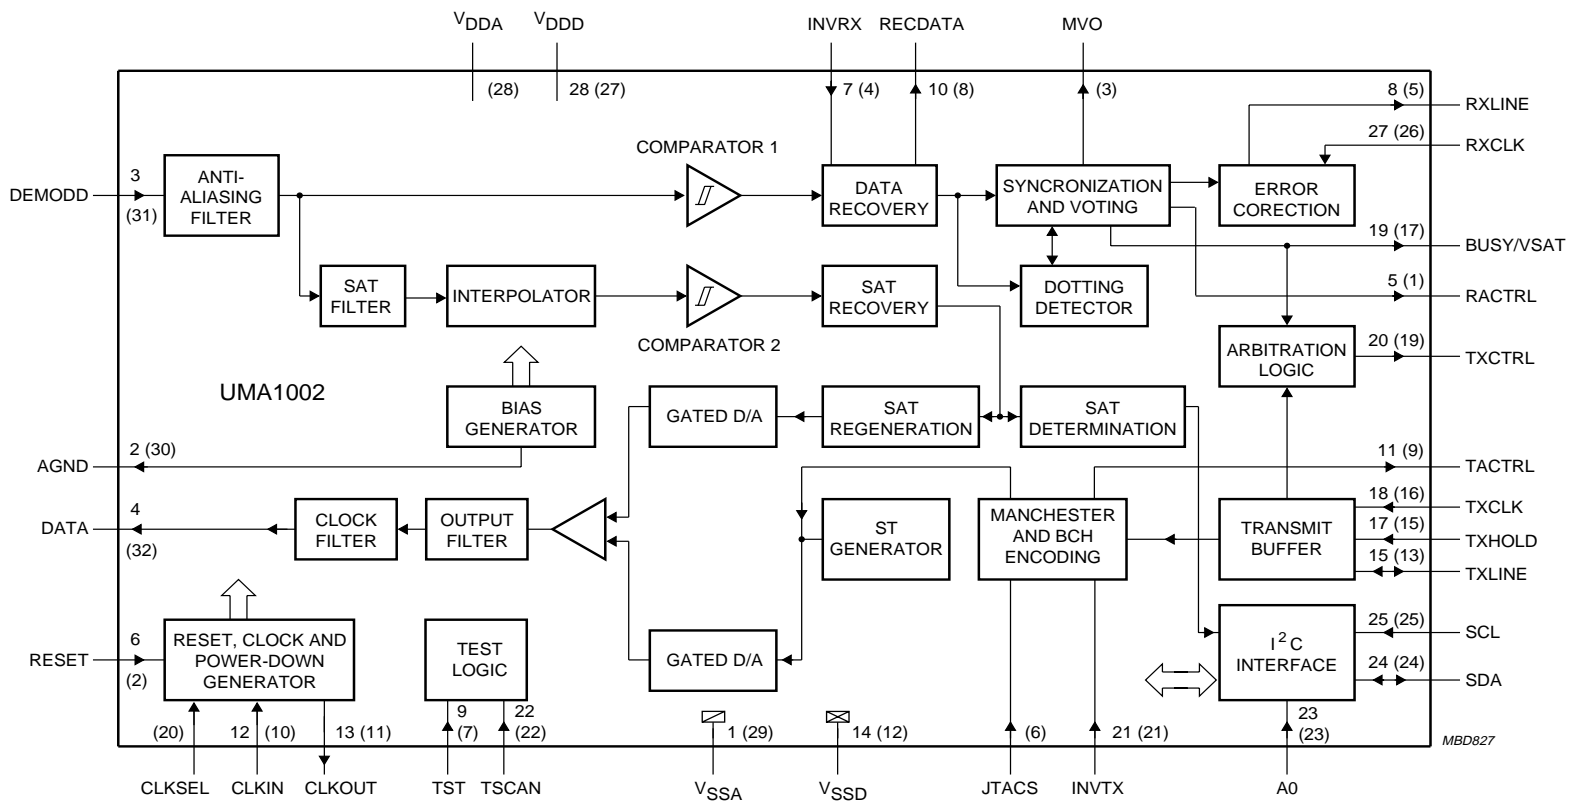 VDDA
VDDD
INVRX
RECDATA
MVO
(28)
28 (27)
7 (4)
10 (8)
(3)
8 (5)
RXLINE
27 (26)
RXCLK
COMPARATOR 1
3
DEMODD
(31)
ANTI-
ALIASING
FILTER
DATA
RECOVERY
SYNCRONIZATION
AND VOTING
ERROR
CORECTION
19 (17)
BUSY/VSAT
SAT
FILTER
INTERPOLATOR
SAT
RECOVERY
DOTTING
DETECTOR
5 (1)
RACTRL
COMPARATOR 2
ARBITRATION
LOGIC
20 (19)
TXCTRL
UMA1002
BIAS
GENERATOR
GATED D/A
SAT
REGENERATION
SAT
DETERMINATION
2 (30)
AGND
11 (9)
TACTRL
4
DATA
(32)
CLOCK
FILTER
OUTPUT
FILTER
ST
GENERATOR
MANCHESTER
AND BCH
ENCODING
TRANSMIT
BUFFER
18 (16)
TXCLK
17 (15)
TXHOLD
15 (13)
TXLINE
6
RESET
(2)
RESET, CLOCK AND
POWER-DOWN
GENERATOR
TEST
LOGIC
GATED D/A
I2C
INTERFACE
25 (25)
SCL
24 (24)
SDA
(20)
12
(10)
13 (11)
9
(7)
22
(22)
1 (29)
14 (12)
(6)
21 (21)
23
(23)
MBD827
CLKSEL
CLKIN
CLKOUT
TST
TSCAN
VSSA
VSSD
JTACS
INVTX
A0